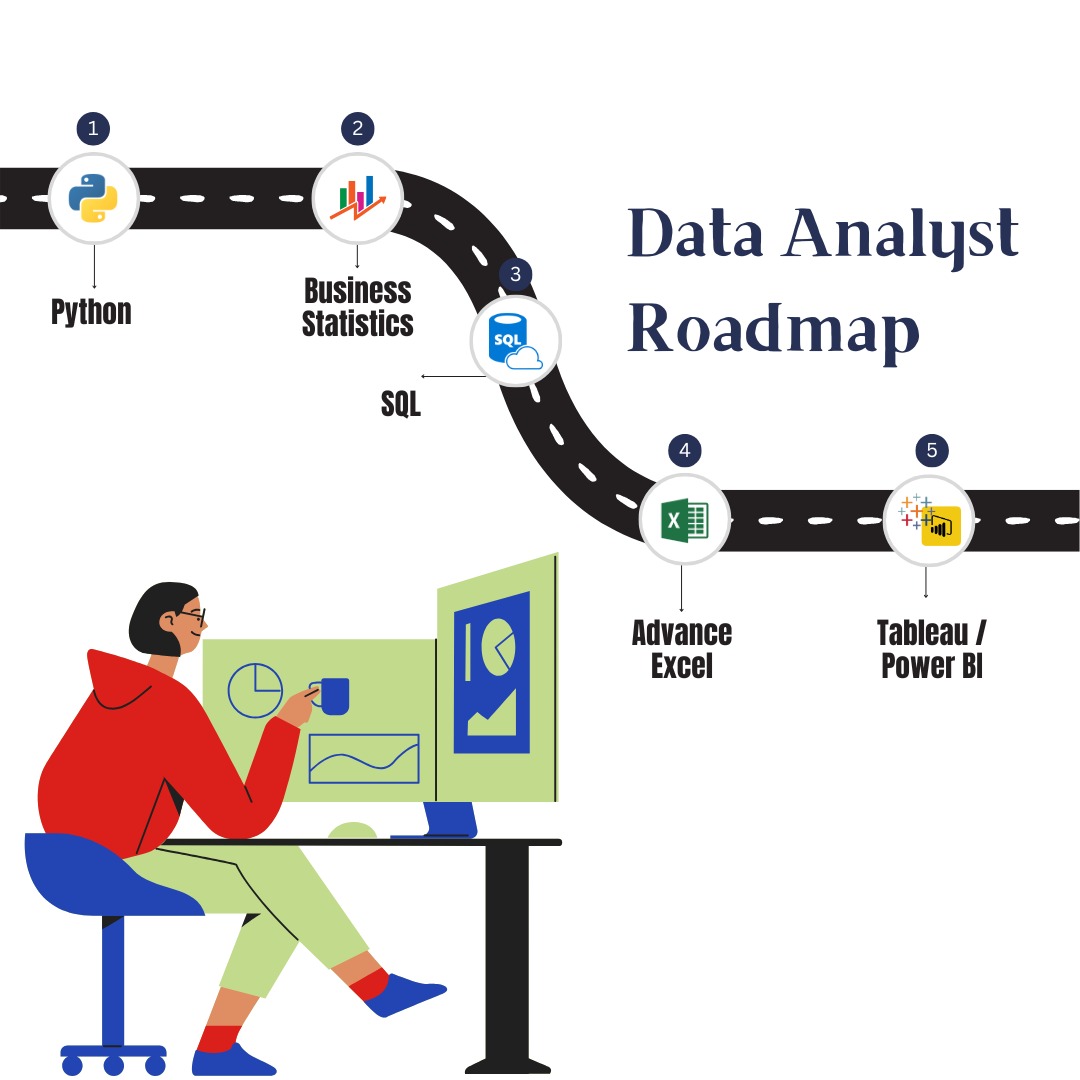 1
2
Python
Business
Statistics
3
SQL
SQL
Data Analyst
Roadmap
4
5
X
Advance
Excel
Tableau /
Power BI